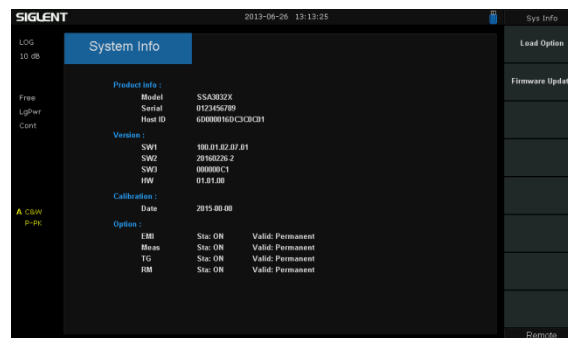 SIGLENT 2013-06-26 13:13:25 Sys Info
LOG
10 dB
System Info
Load Option
Firmware Updat
Free
LgPwr
Cont
Product info :
Model SSA3032X
Serial 0123456789
Host ID 6D000016DC3CDCD1
Version :
SW1 100.01.02.07.01
SW2 20160226-2
SW3 000000C1
HW 01.01.00
Calibration :
Date 2015-00-00
A C&W
P-PK
Option :
EMI Sta: ON Valid: Permanent
Meas Sta: ON Valid: Permanent
TG Sta: ON Valid: Permanent
RM Sta: ON Valid: Permanent
Remote